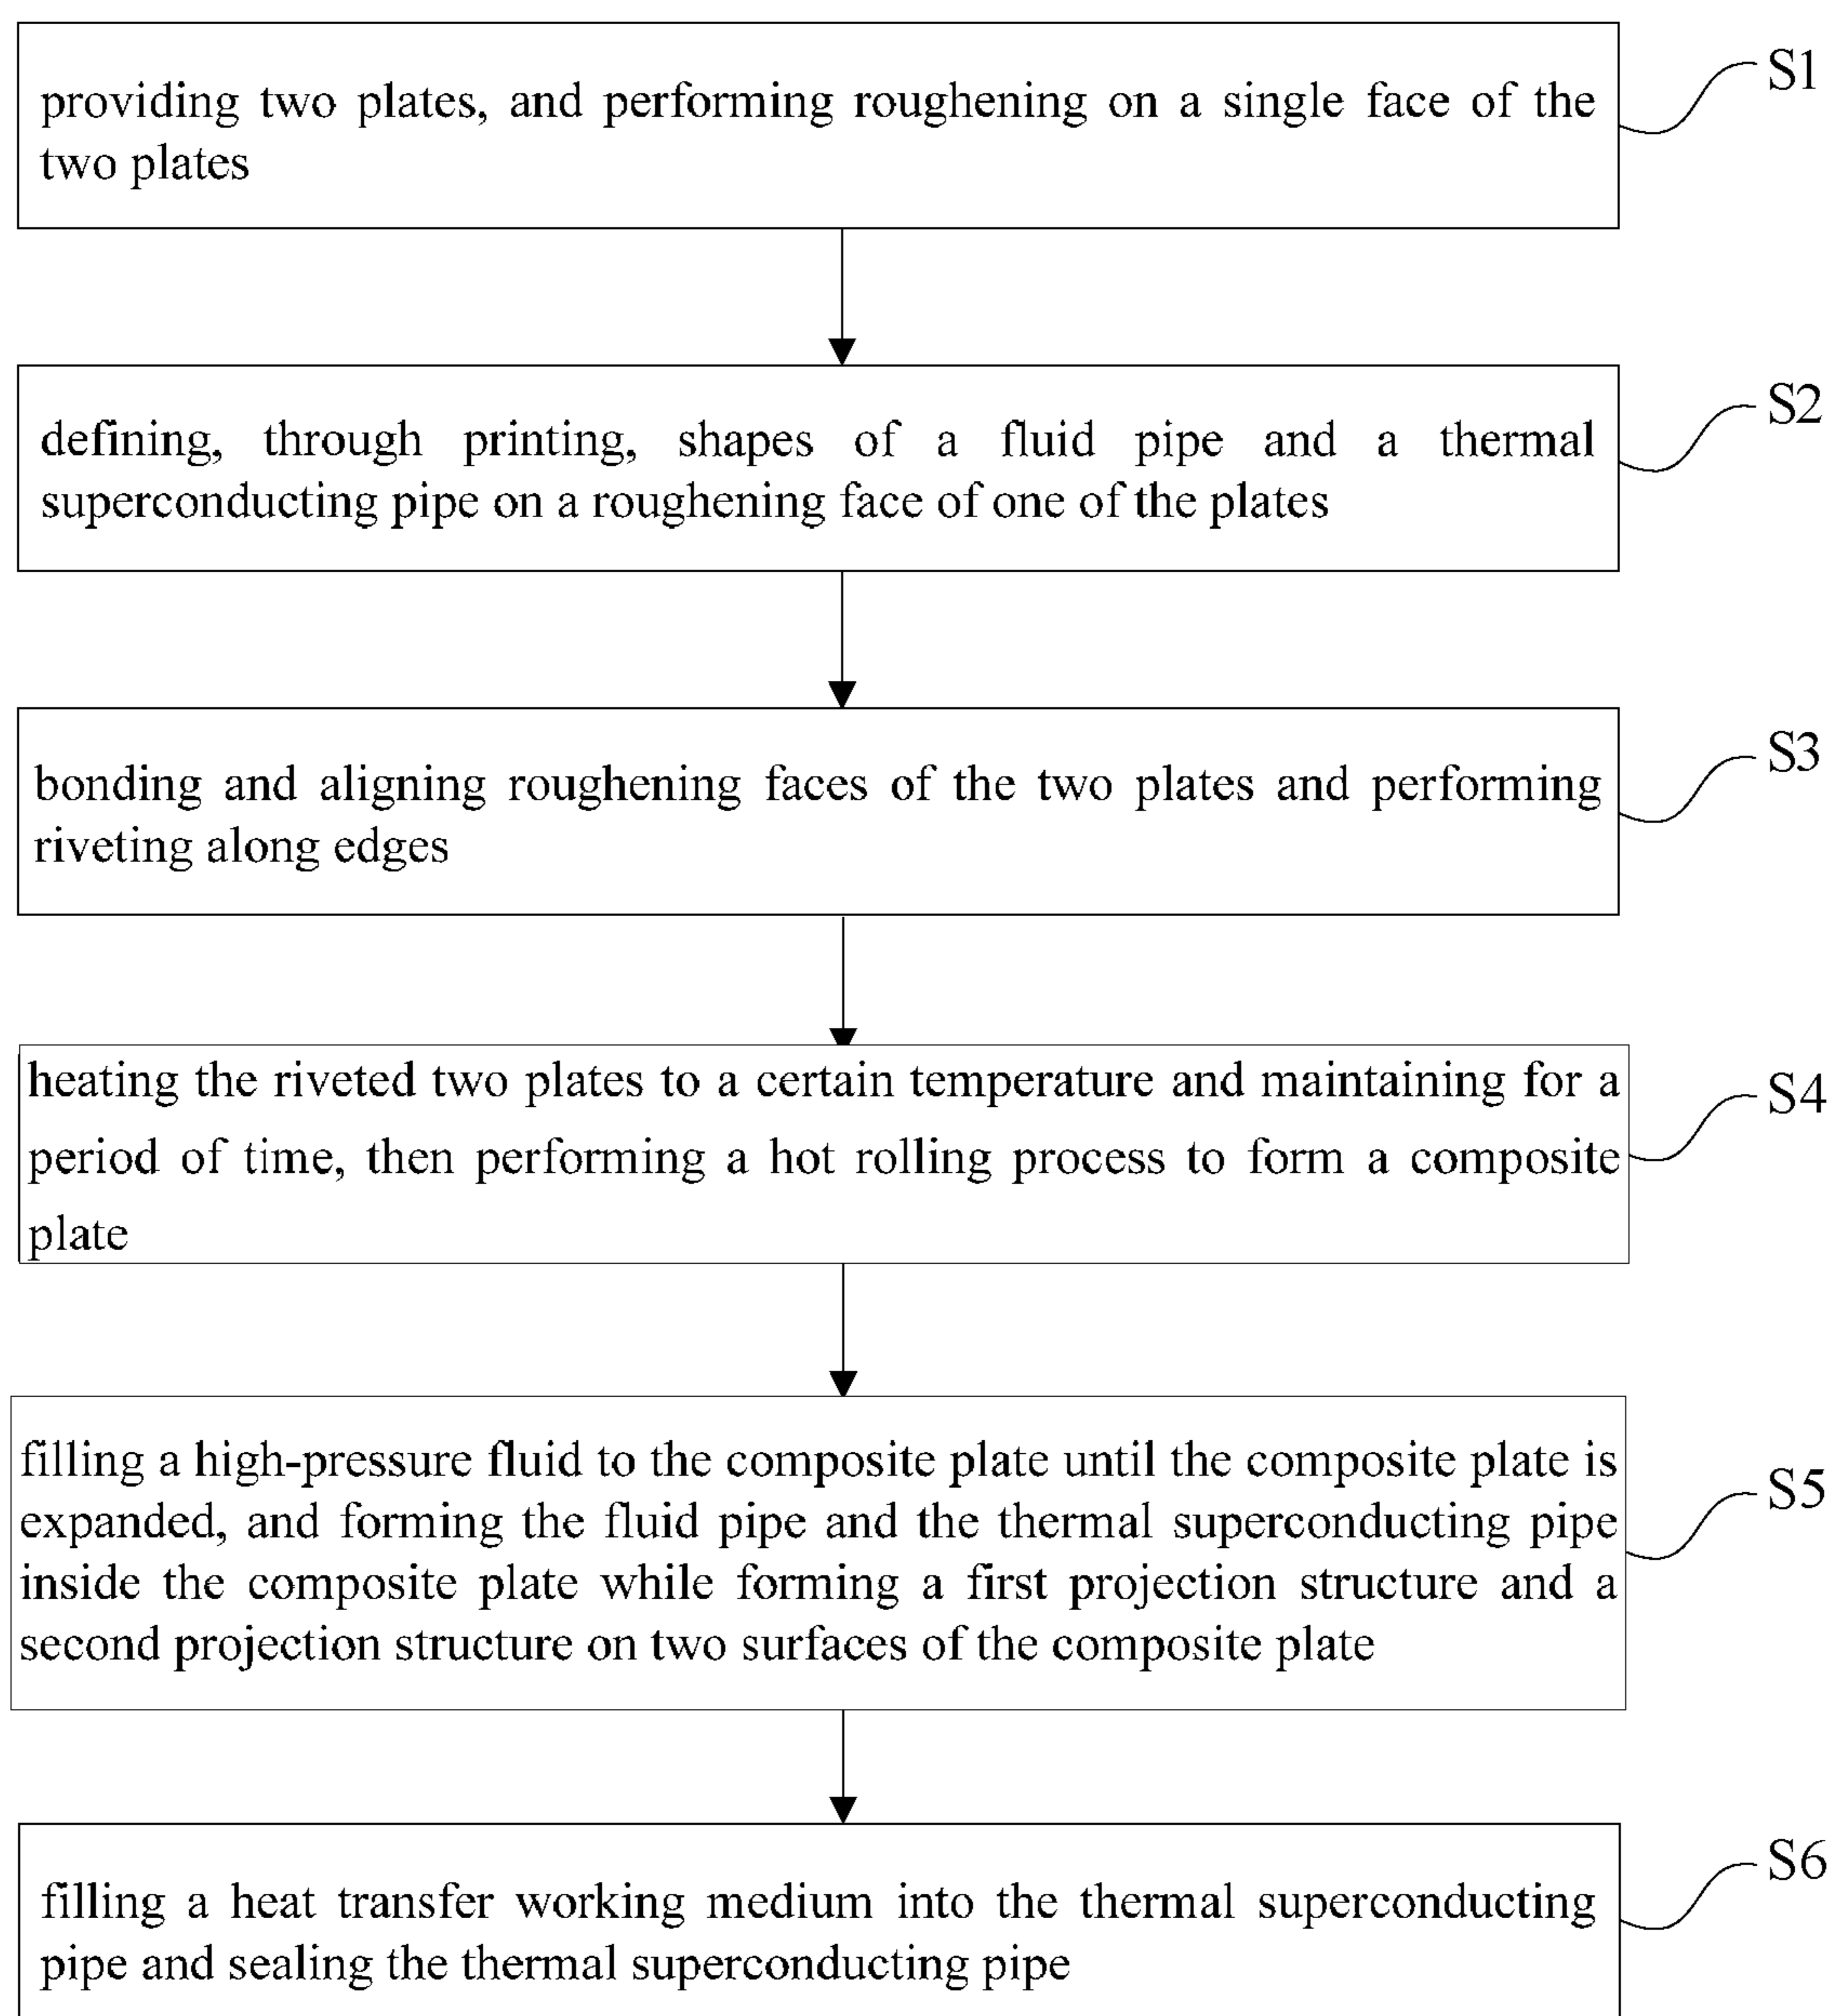 providing two plates, and performing roughening on a single face of the
two plates
S1
defining, through printing, shapes of a fluid pipe and a thermal
superconducting pipe on a roughening face of one of the plates
S2
bonding and aligning roughening faces of the two plates and performing
riveting along edges
S3
heating the riveted two plates to a certain temperature and maintaining for a
period of time, then performing a hot rolling process to form a composite
plate
S4
filling a high-pressure fluid to the composite plate until the composite plate is
expanded, and forming the fluid pipe and the thermal superconducting pipe
inside the composite plate while forming a first projection structure and a
second projection structure on two surfaces of the composite plate
S5
filling a heat transfer working medium into the thermal superconducting
pipe and sealing the thermal superconducting pipe
S6